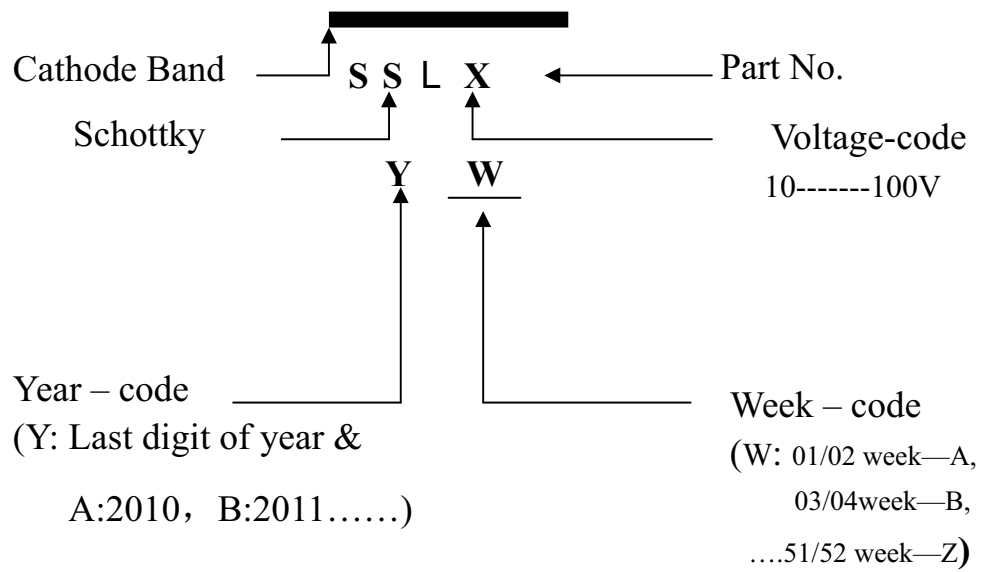 Cathode Band
S S L X
Part No.
Schottky
Voltage-code
10-------100V
Y W
Year – code
(Y: Last digit of year &
A:2010，B:2011……)
Week – code
(W: 01/02 week—A,
03/04week—B,
….51/52 week—Z)